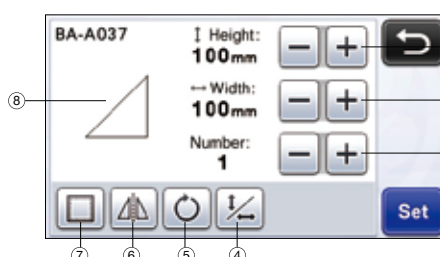 BA-A037
↕ Height:
100mm
↔ Width:
100mm
Number:
1
Set
⑧
⑦ ⑥ ⑤ ④